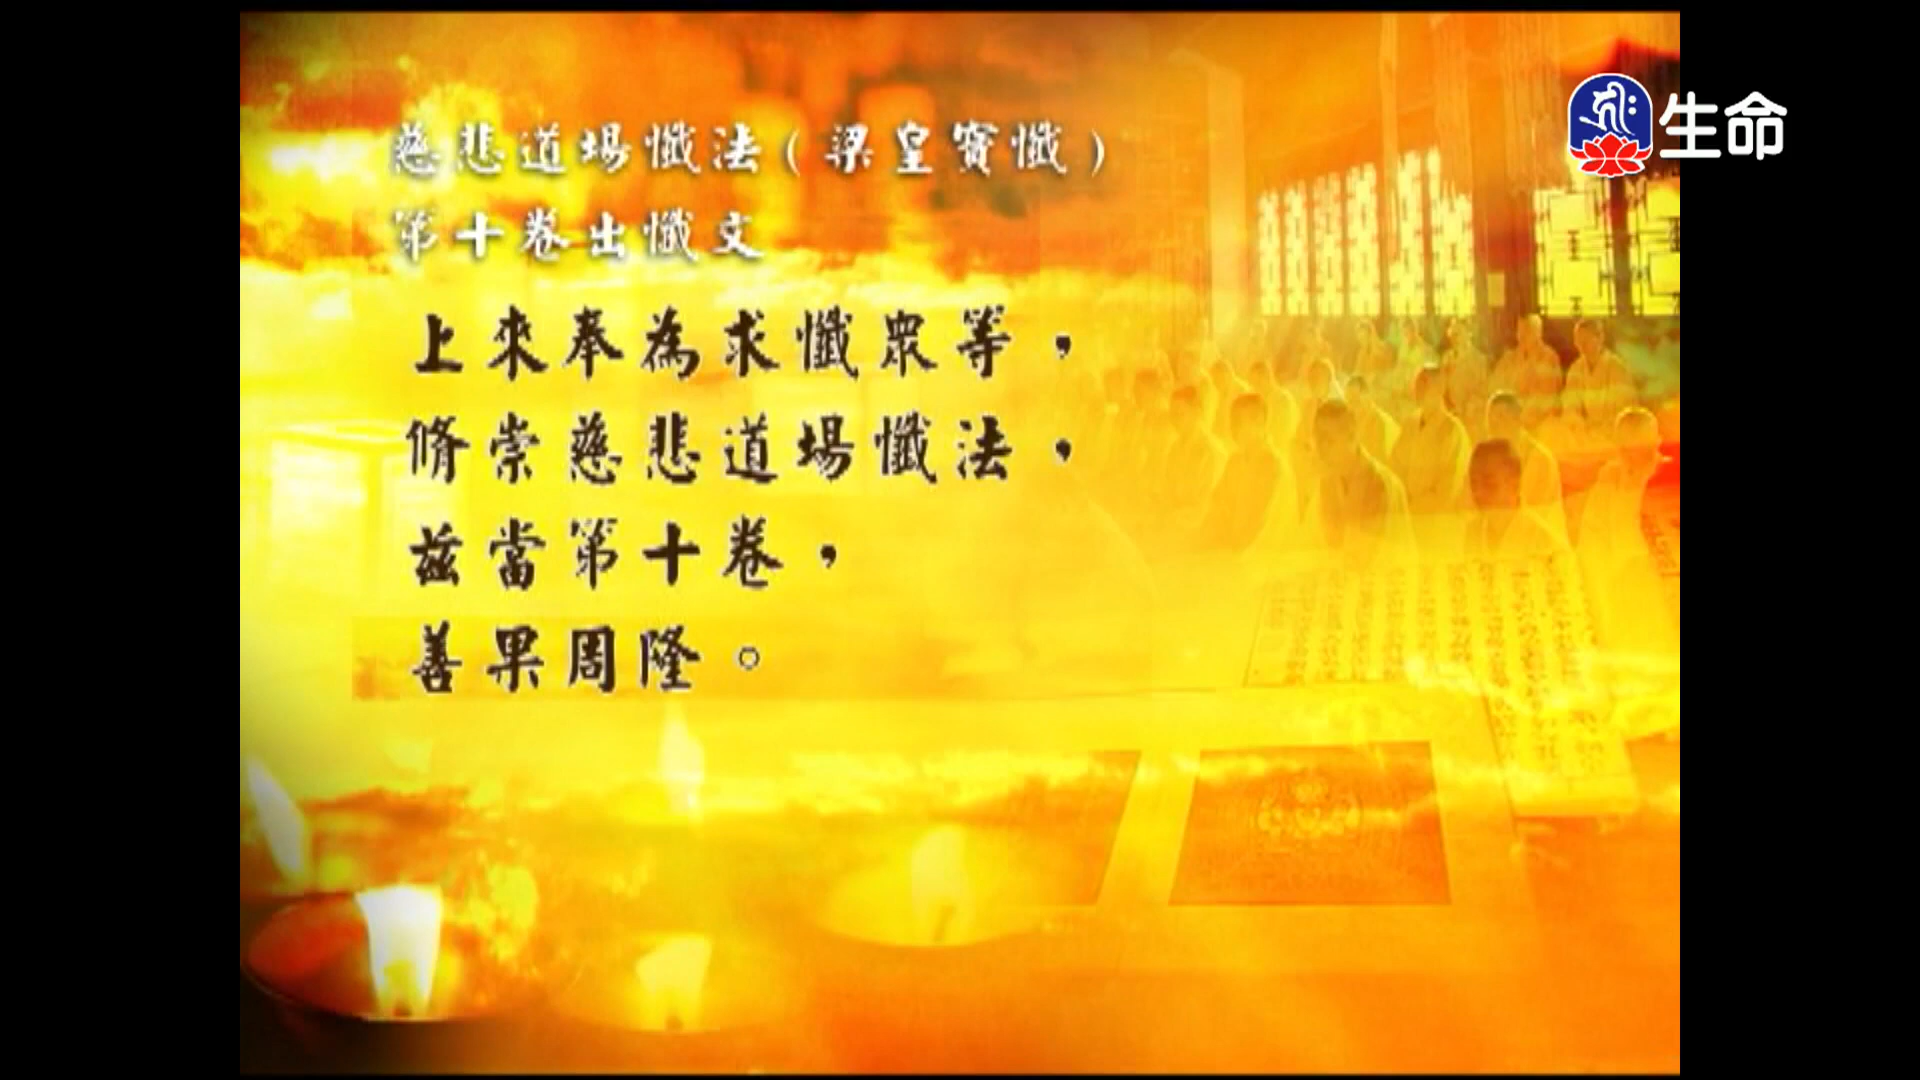 慈悲道場懺法（梁皇寶懺）
第十卷出懺文
上來奉為求懺眾等，
脩崇慈悲道場懺法，
茲當第十卷，
善果周隆。
生命